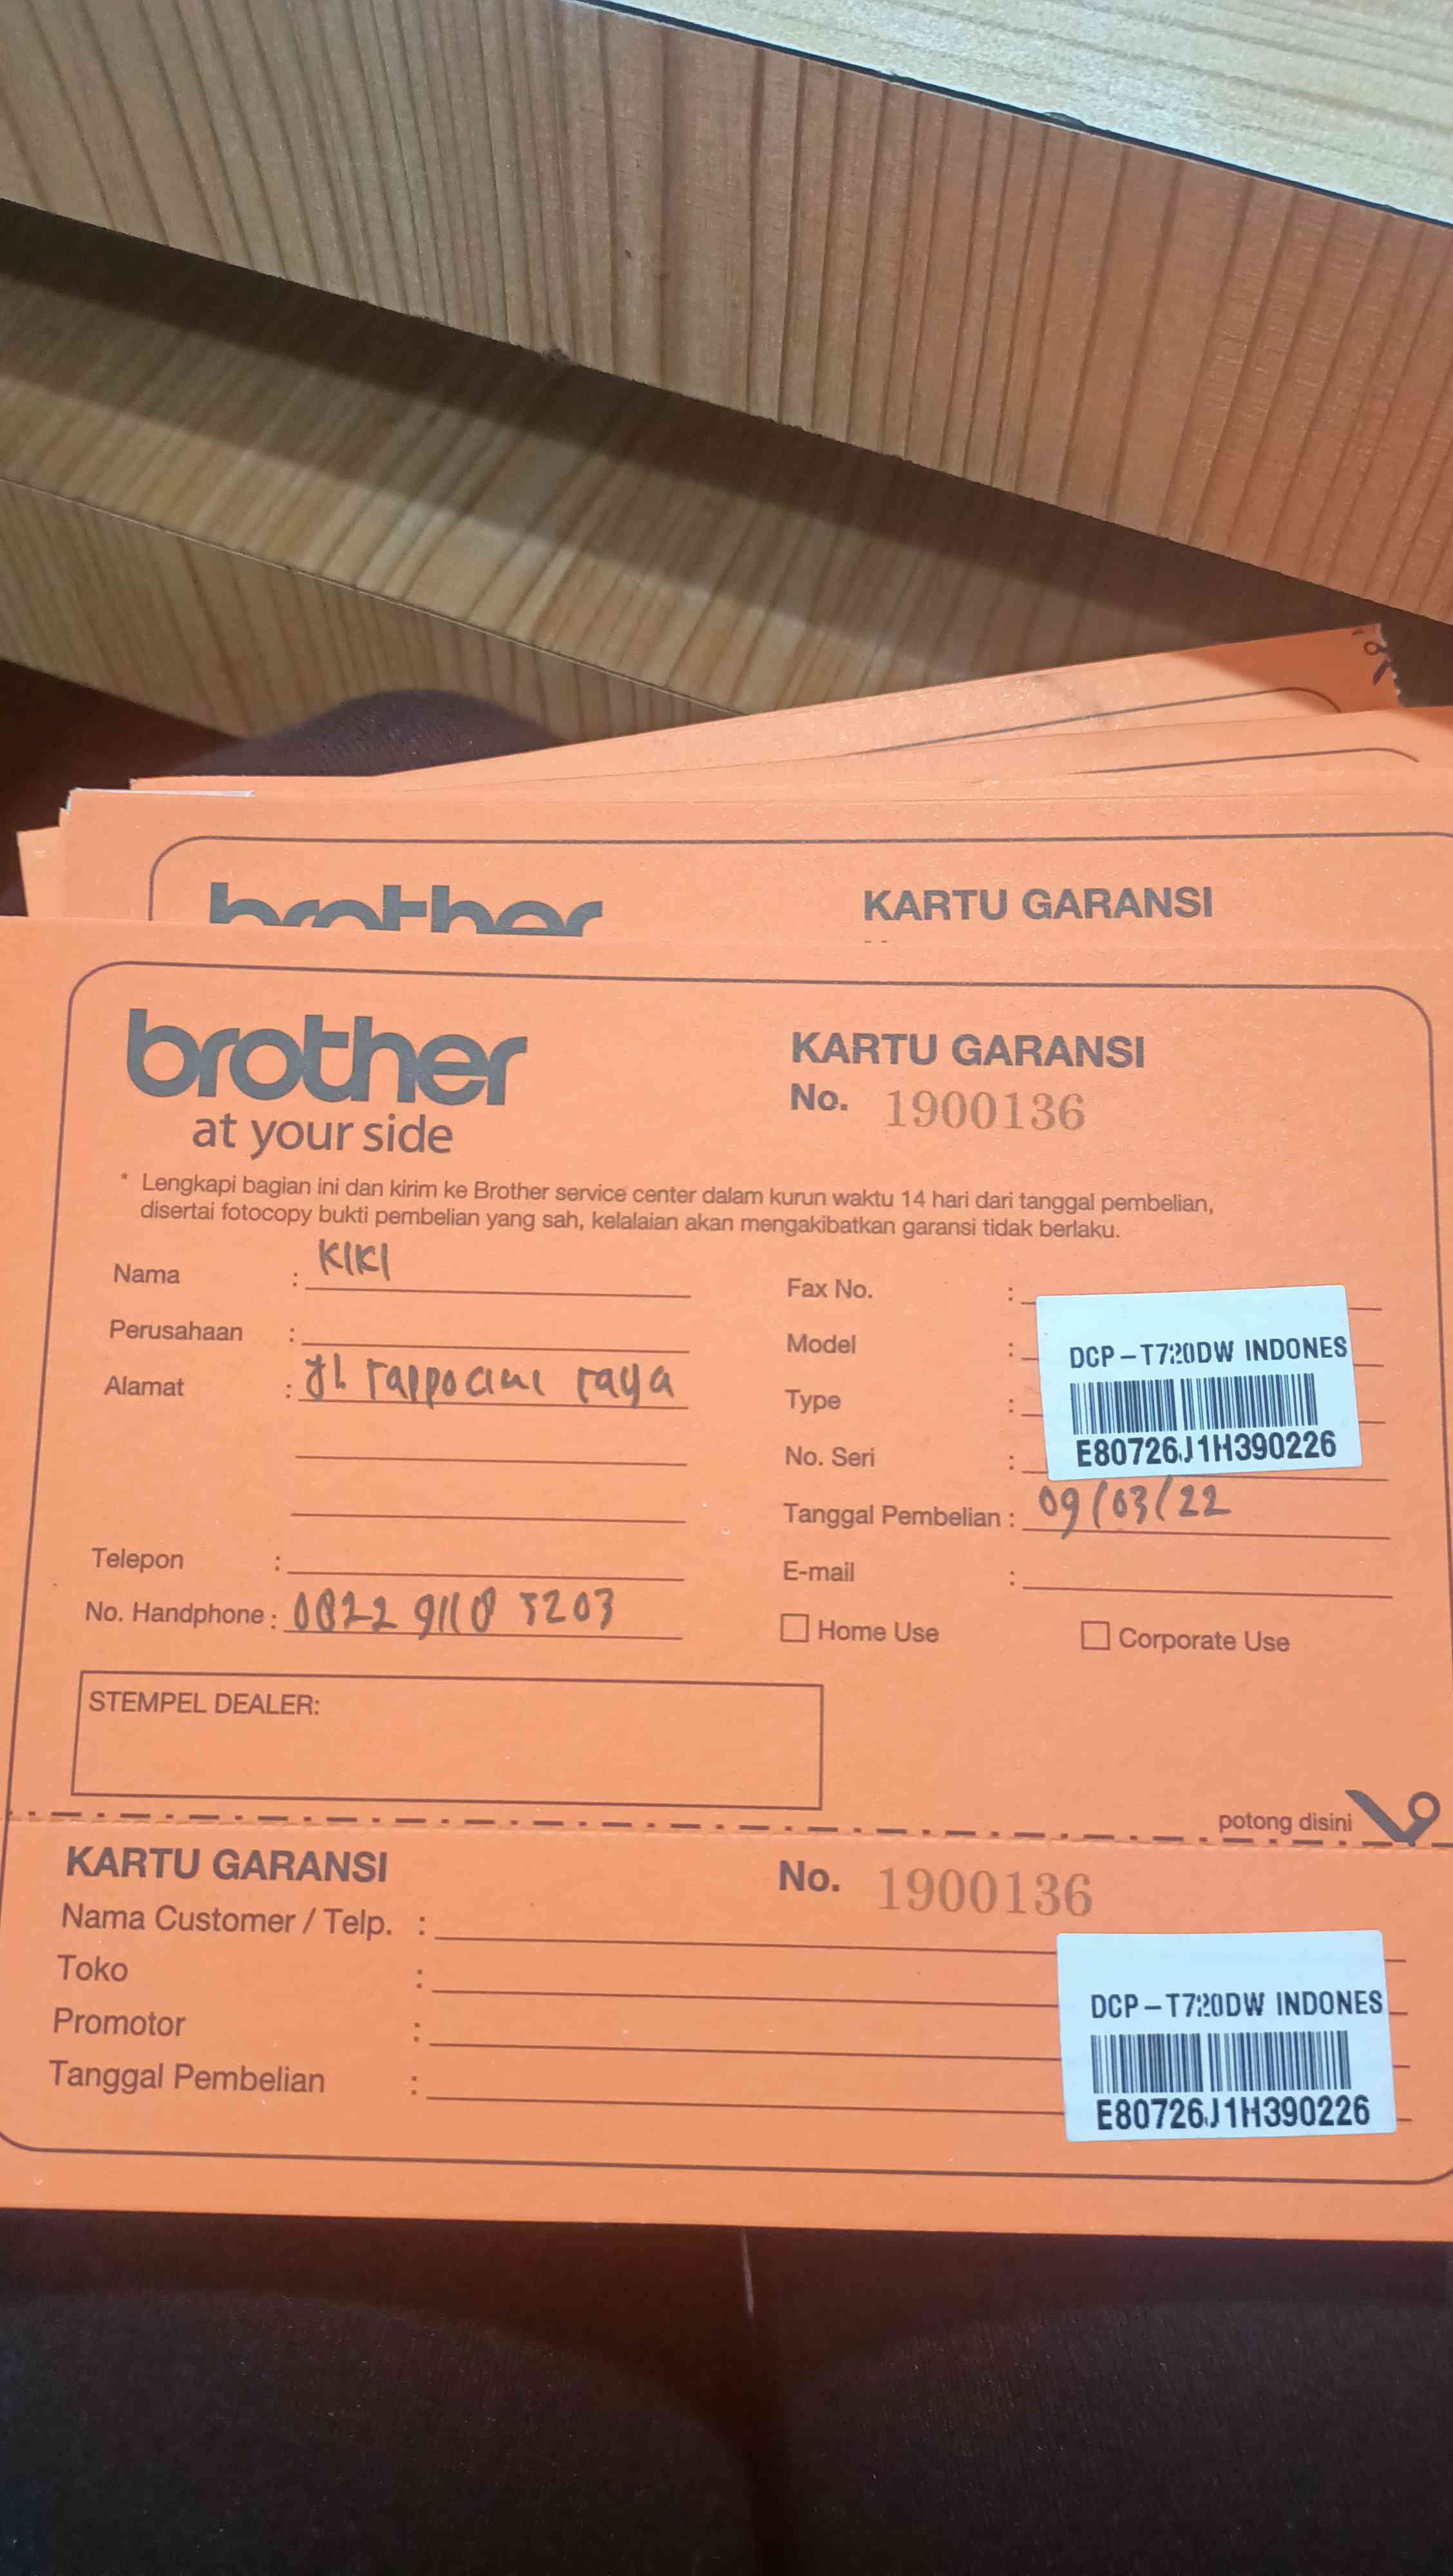 brother
KARTU GARANSI
brother
at your side
KARTU GARANSI
No. 1900136
* Lengkapi bagian ini dan kirim ke Brother service center dalam kurun waktu 14 hari dari tanggal pembelian,
disertai fotocopy bukti pembelian yang sah, kelalaian akan mengakibatkan garansi tidak berlaku.
Nama : KIKI
Perusahaan :
Alamat : Jl. rappocini raya
Telepon :
No. Handphone : 0822 9110 5203
Fax No. :
Model :
Type :
No. Seri :
DCP-T720DW INDONES
E80726J1H390226
Tanggal Pembelian : 09/03/22
E-mail :
Home Use
Corporate Use
STEMPEL DEALER:
potong disini
KARTU GARANSI
No. 1900136
Nama Customer / Telp. :
Toko :
Promotor :
Tanggal Pembelian :
DCP-T720DW INDONES
E80726J1H390226